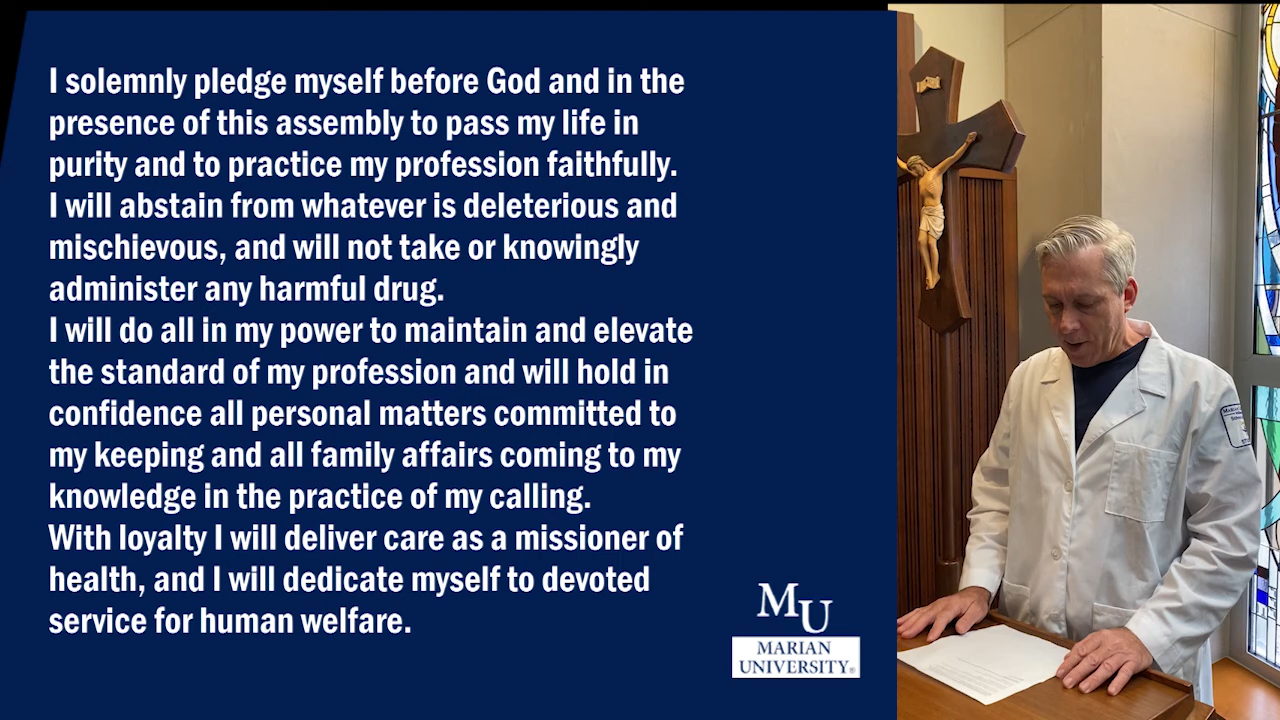 I solemnly pledge myself before God and in the
presence of this assembly to pass my life in
purity and to practice my profession faithfully.
I will abstain from whatever is deleterious and
mischievous, and will not take or knowingly
administer any harmful drug.
I will do all in my power to maintain and elevate
the standard of my profession and will hold in
confidence all personal matters committed to
my keeping and all family affairs coming to my
knowledge in the practice of my calling.
With loyalty I will deliver care as a missioner of
health, and I will dedicate myself to devoted
service for human welfare.
MU
MARIAN
UNIVERSITY®